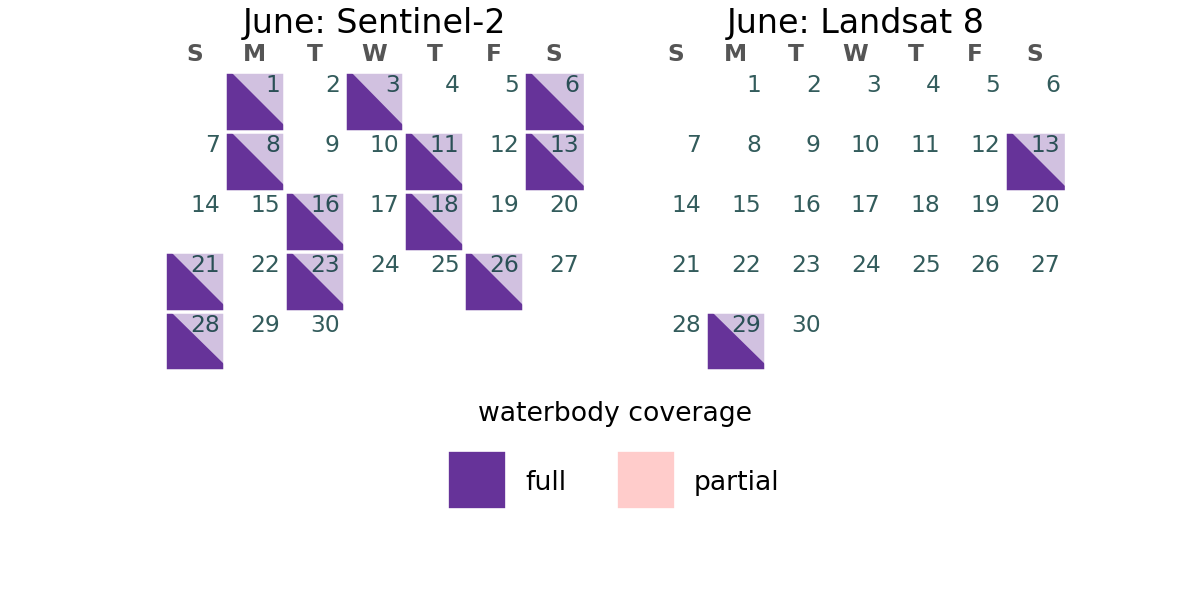 June: Sentinel-2
S M T W T F S
1 2 3 4 5 6
7 8 9 10 11 12 13
14 15 16 17 18 19 20
21 22 23 24 25 26 27
28 29 30
June: Landsat 8
S M T W T F S
1 2 3 4 5 6
7 8 9 10 11 12 13
14 15 16 17 18 19 20
21 22 23 24 25 26 27
28 29 30
waterbody coverage
full partial